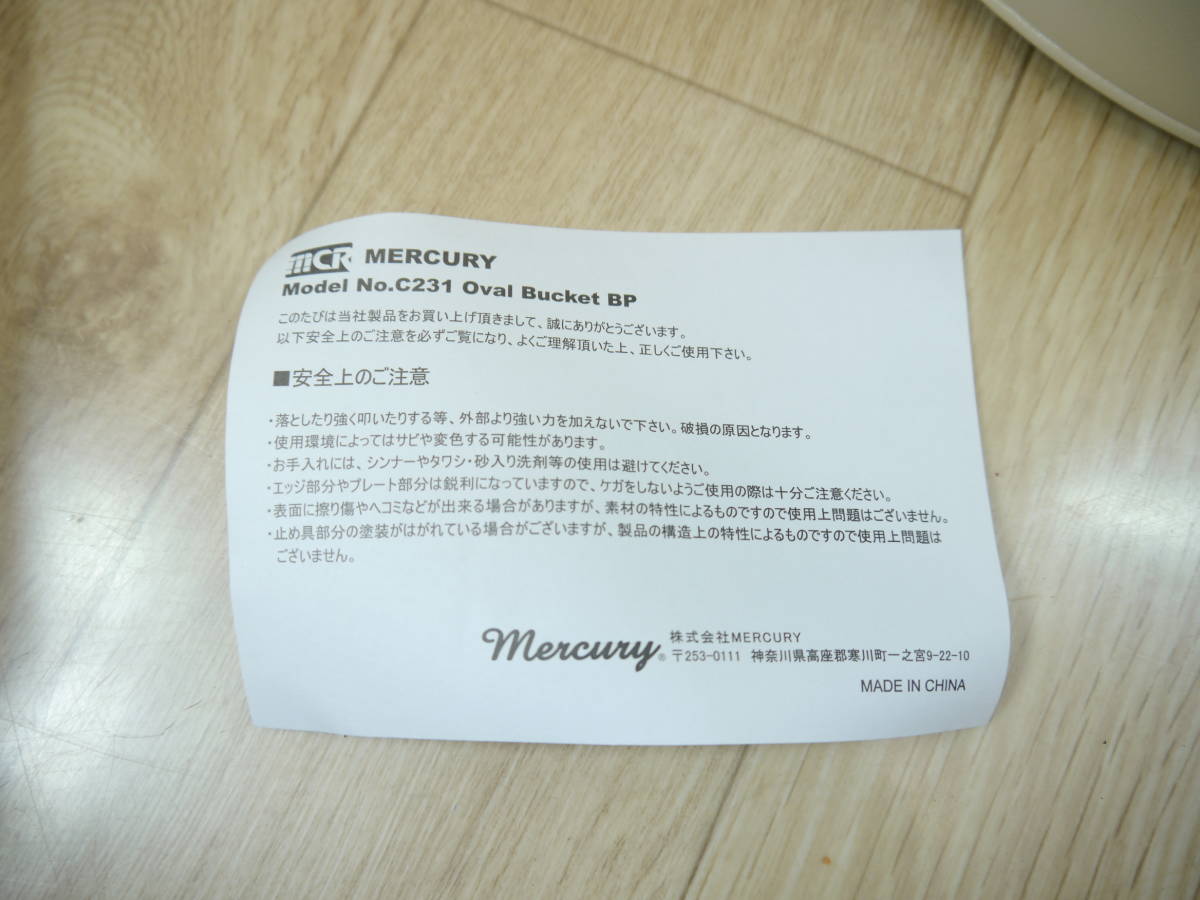 MCR MERCURY
Model No.C231 Oval Bucket BP
このたびは当社製品をお買い上げ頂きまして、誠にありがとうございます。
以下安全上のご注意を必ずご覧になり、よくご理解頂いた上、正しくご使用下さい。
■安全上のご注意
・落としたり強く叩いたりする等、外部より強い力を加えないで下さい。破損の原因となります。
・使用環境によってはサビや変色する可能性があります。
・お手入れには、シンナーやタワシ・砂入り洗剤等の使用は避けてください。
・エッジ部分やプレート部分は鋭利になっていますので、ケガをしないようご使用の際は十分ご注意ください。
・表面に擦り傷やヘコミなどが出来る場合がありますが、素材の特性によるものですので使用上問題はございません。
・止め具部分の塗装がはがれている場合がございますが、製品の構造上の特性によるものですので使用上問題は
ございません。
Mercury® 株式会社MERCURY
〒253-0111 神奈川県高座郡寒川町一之宮9-22-10
MADE IN CHINA